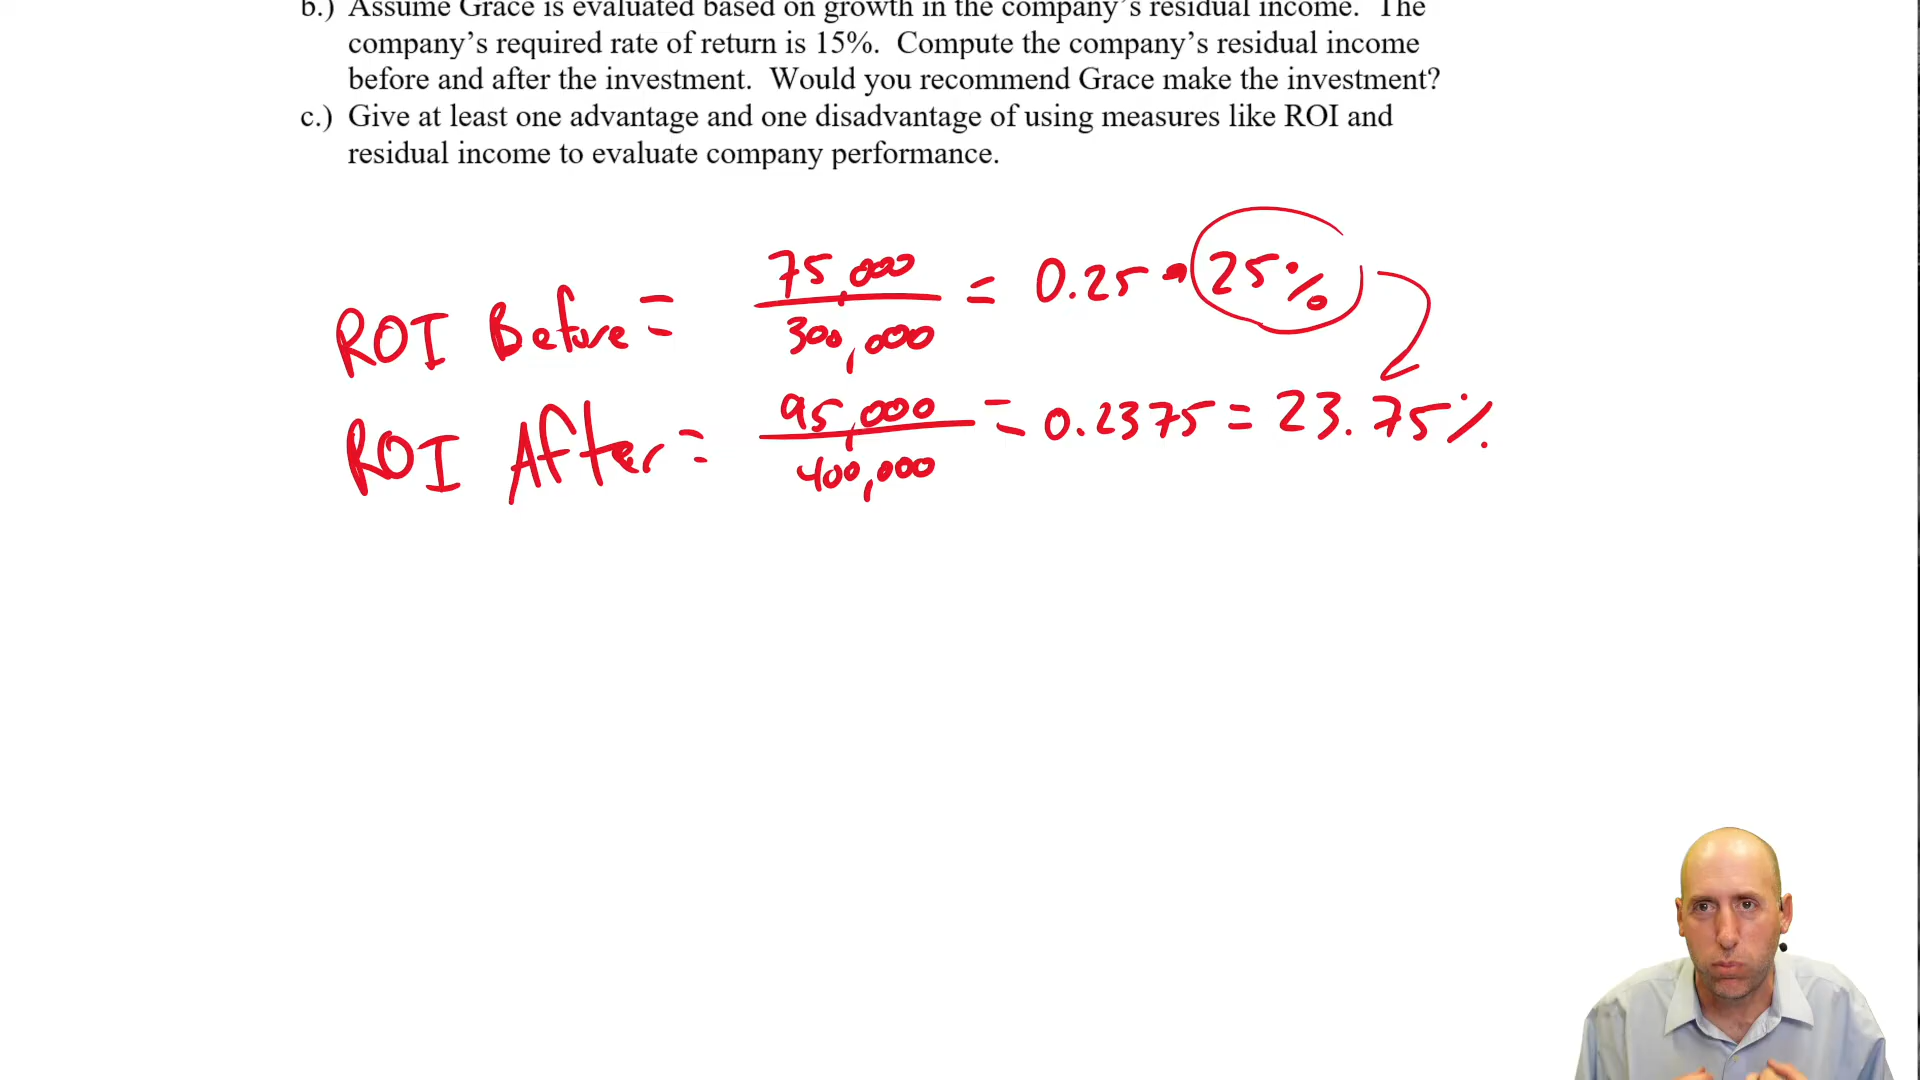 b.) Assume Grace is evaluated based on growth in the company's residual income. The
company's required rate of return is 15%. Compute the company's residual income
before and after the investment. Would you recommend Grace make the investment?
c.) Give at least one advantage and one disadvantage of using measures like ROI and
residual income to evaluate company performance.
ROI Before = 75,000 / 300,000 = 0.25 = 25%
ROI After = 95,000 / 400,000 = 0.2375 = 23.75%